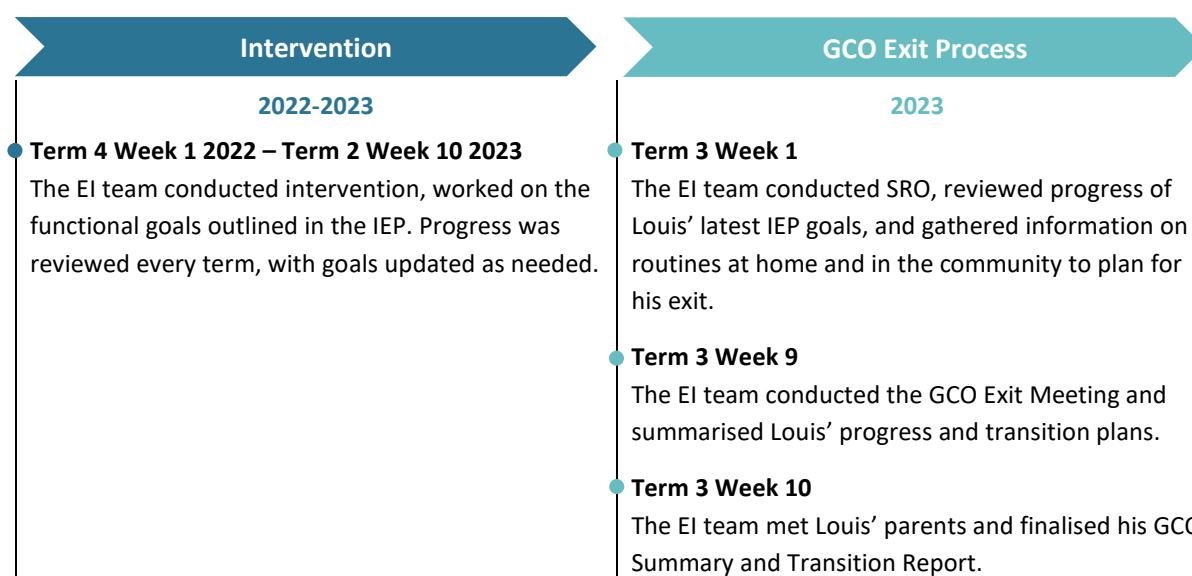 Intervention
2022-2023
Term 4 Week 1 2022 – Term 2 Week 10 2023
The EI team conducted intervention, worked on the
functional goals outlined in the IEP. Progress was
reviewed every term, with goals updated as needed.
GCO Exit Process
2023
Term 3 Week 1
The EI team conducted SRO, reviewed progress of
Louis’ latest IEP goals, and gathered information on
routines at home and in the community to plan for
his exit.
Term 3 Week 9
The EI team conducted the GCO Exit Meeting and
summarised Louis’ progress and transition plans.
Term 3 Week 10
The EI team met Louis’ parents and finalised his GCO
Summary and Transition Report.